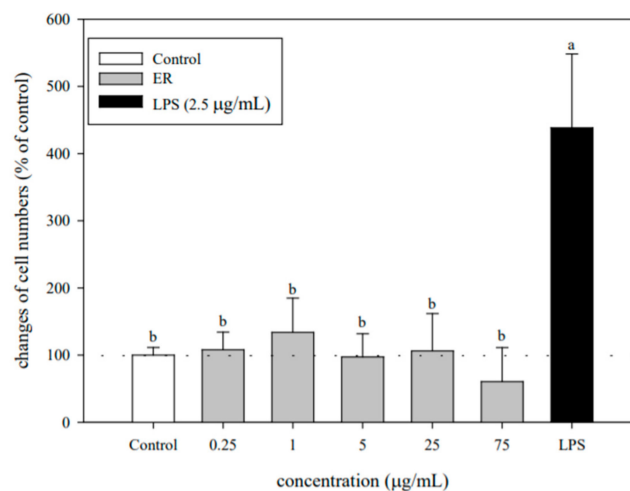 600
500
400
300
200
100
0
changes of cell numbers (% of control)
Control
ER
LPS (2.5 μg/mL)
b
b
b
b
b
b
a
Control
0.25
1
5
25
75
LPS
concentration (μg/mL)